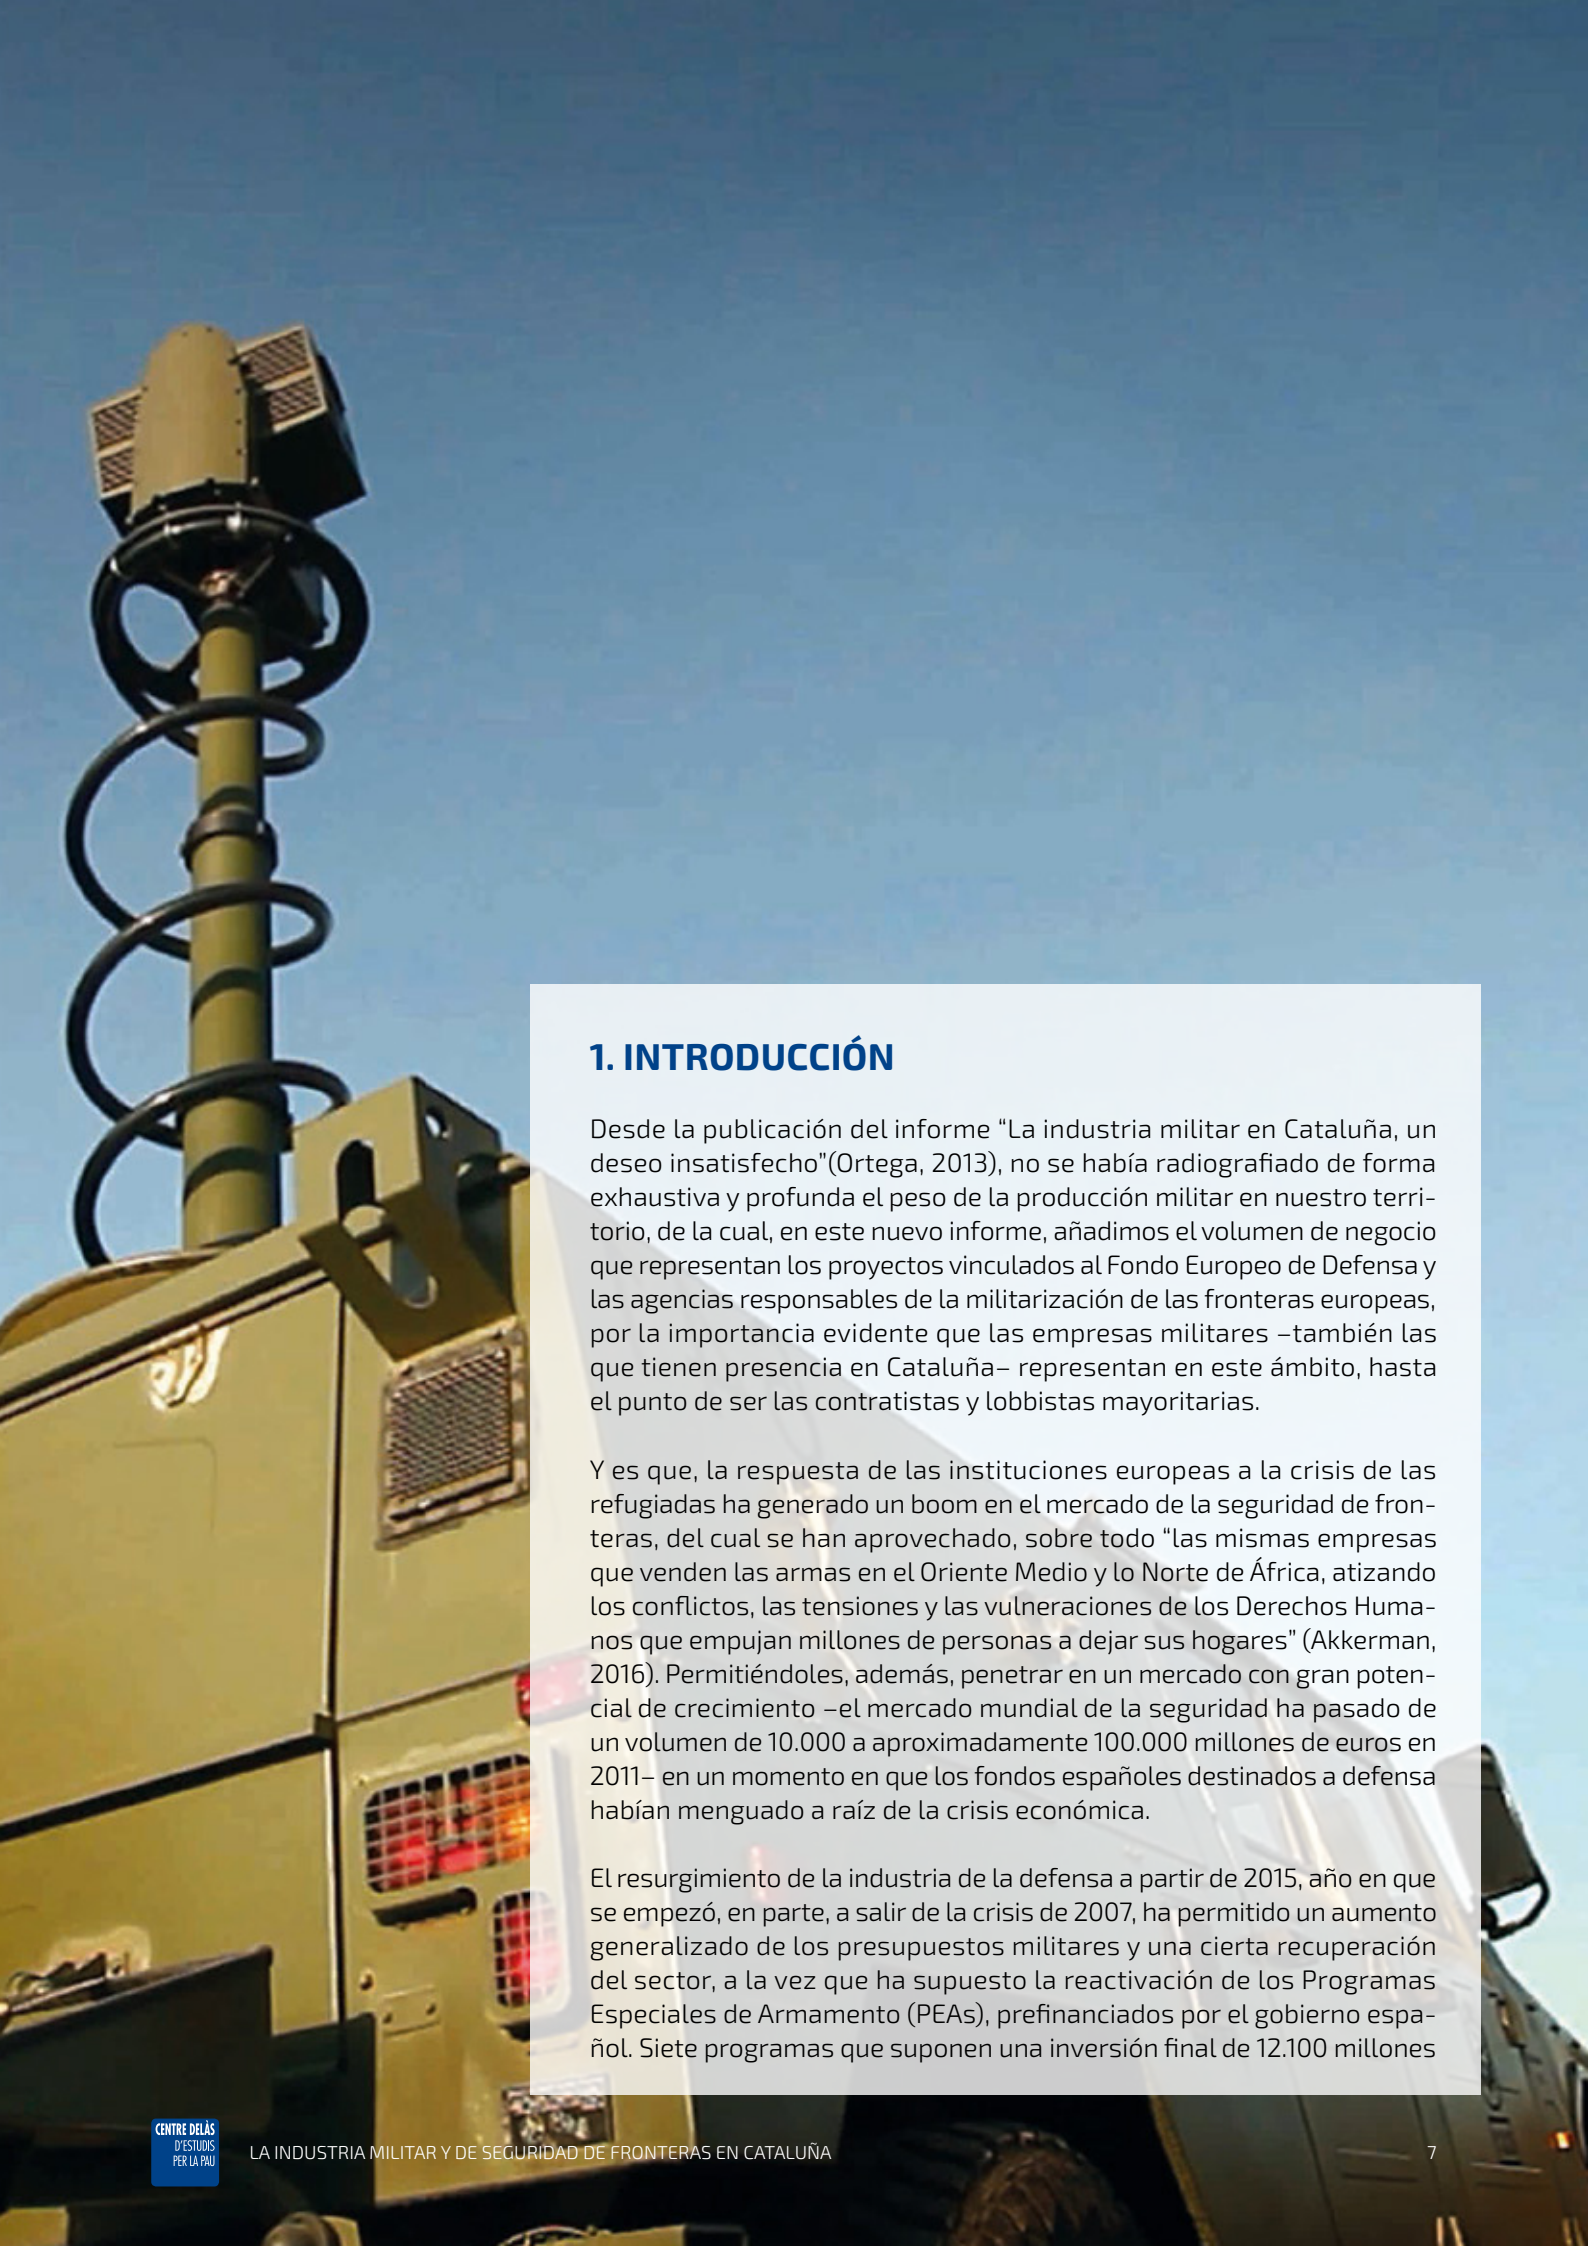 1. INTRODUCCIÓN
Desde la publicación del informe “La industria militar en Cataluña, un
deseo insatisfecho”(Ortega, 2013), no se había radiografiado de forma
exhaustiva y profunda el peso de la producción militar en nuestro terri-
torio, de la cual, en este nuevo informe, añadimos el volumen de negocio
que representan los proyectos vinculados al Fondo Europeo de Defensa y
las agencias responsables de la militarización de las fronteras europeas,
por la importancia evidente que las empresas militares –también las
que tienen presencia en Cataluña– representan en este ámbito, hasta
el punto de ser las contratistas y lobbistas mayoritarias.
Y es que, la respuesta de las instituciones europeas a la crisis de las
refugiadas ha generado un boom en el mercado de la seguridad de fron-
teras, del cual se han aprovechado, sobre todo “las mismas empresas
que venden las armas en el Oriente Medio y lo Norte de África, atizando
los conflictos, las tensiones y las vulneraciones de los Derechos Huma-
nos que empujan millones de personas a dejar sus hogares” (Akkerman,
2016). Permitiéndoles, además, penetrar en un mercado con gran poten-
cial de crecimiento –el mercado mundial de la seguridad ha pasado de
un volumen de 10.000 a aproximadamente 100.000 millones de euros en
2011– en un momento en que los fondos españoles destinados a defensa
habían menguado a raíz de la crisis económica.
El resurgimiento de la industria de la defensa a partir de 2015, año en que
se empezó, en parte, a salir de la crisis de 2007, ha permitido un aumento
generalizado de los presupuestos militares y una cierta recuperación
del sector, a la vez que ha supuesto la reactivación de los Programas
Especiales de Armamento (PEAs), prefinanciados por el gobierno espa-
ñol. Siete programas que suponen una inversión final de 12.100 millones
CENTRE DELÀS
D'ESTUDIS
PER LA PAU
LA INDUSTRIA MILITAR Y DE SEGURIDAD DE FRONTERAS EN CATALUÑA
7